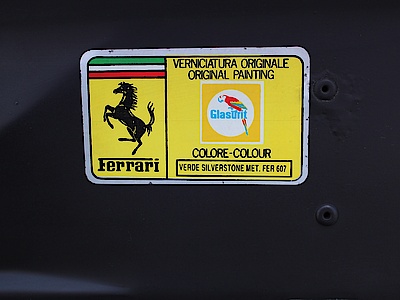 VERNICIATURA ORIGINALE
ORIGINAL PAINTING
Glasurit
COLORE-COLOUR
VERDE SILVERSTONE MET. FER 607
Ferrari